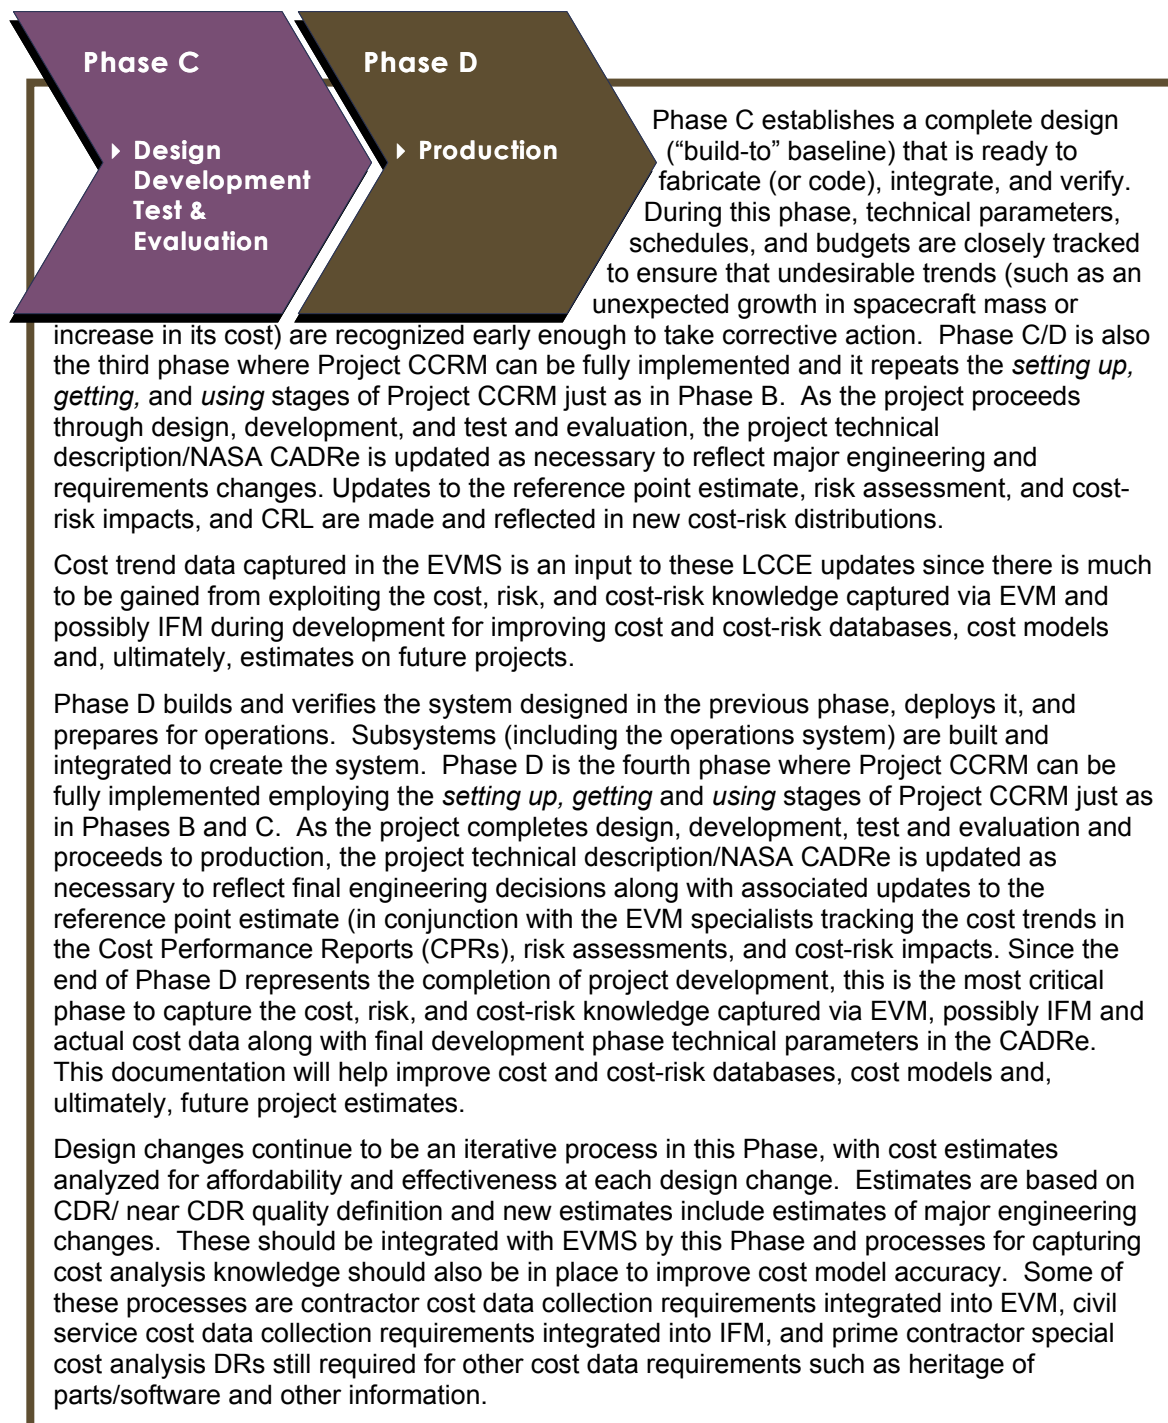 Phase C
Design
Development
Test &
Evaluation
Phase D
Production
Phase C establishes a complete design
(“build-to” baseline) that is ready to
fabricate (or code), integrate, and verify.
During this phase, technical parameters,
schedules, and budgets are closely tracked
to ensure that undesirable trends (such as an
unexpected growth in spacecraft mass or
increase in its cost) are recognized early enough to take corrective action.  Phase C/D is also
the third phase where Project CCRM can be fully implemented and it repeats the setting up,
getting, and using stages of Project CCRM just as in Phase B.  As the project proceeds
through design, development, and test and evaluation, the project technical
description/NASA CADRe is updated as necessary to reflect major engineering and
requirements changes. Updates to the reference point estimate, risk assessment, and cost-
risk impacts, and CRL are made and reflected in new cost-risk distributions.
Cost trend data captured in the EVMS is an input to these LCCE updates since there is much
to be gained from exploiting the cost, risk, and cost-risk knowledge captured via EVM and
possibly IFM during development for improving cost and cost-risk databases, cost models
and, ultimately, estimates on future projects.
Phase D builds and verifies the system designed in the previous phase, deploys it, and
prepares for operations.  Subsystems (including the operations system) are built and
integrated to create the system.  Phase D is the fourth phase where Project CCRM can be
fully implemented employing the setting up, getting and using stages of Project CCRM just as
in Phases B and C.  As the project completes design, development, test and evaluation and
proceeds to production, the project technical description/NASA CADRe is updated as
necessary to reflect final engineering decisions along with associated updates to the
reference point estimate (in conjunction with the EVM specialists tracking the cost trends in
the Cost Performance Reports (CPRs), risk assessments, and cost-risk impacts. Since the
end of Phase D represents the completion of project development, this is the most critical
phase to capture the cost, risk, and cost-risk knowledge captured via EVM, possibly IFM and
actual cost data along with final development phase technical parameters in the CADRe.
This documentation will help improve cost and cost-risk databases, cost models and,
ultimately, future project estimates.
Design changes continue to be an iterative process in this Phase, with cost estimates
analyzed for affordability and effectiveness at each design change.  Estimates are based on
CDR/ near CDR quality definition and new estimates include estimates of major engineering
changes.  These should be integrated with EVMS by this Phase and processes for capturing
cost analysis knowledge should also be in place to improve cost model accuracy.  Some of
these processes are contractor cost data collection requirements integrated into EVM, civil
service cost data collection requirements integrated into IFM, and prime contractor special
cost analysis DRs still required for other cost data requirements such as heritage of
parts/software and other information.